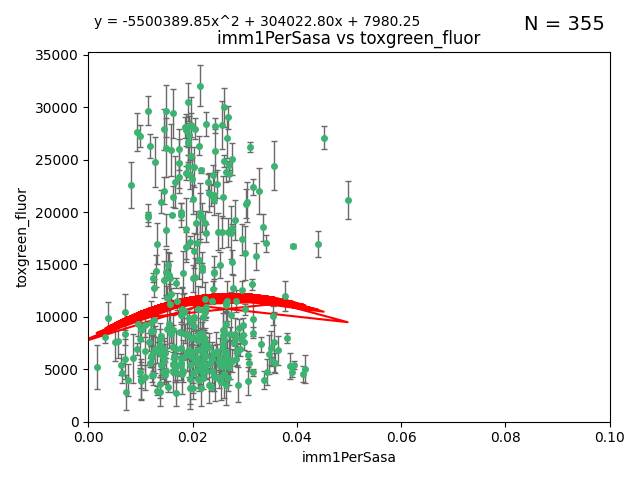 y = -5500389.85x^2 + 304022.80x + 7980.25
N = 355
imm1PerSasa vs toxgreen_fluor
35000
30000
25000
20000
15000
10000
5000
0
toxgreen_fluor
0.00 0.02 0.04 0.06 0.08 0.10
imm1PerSasa